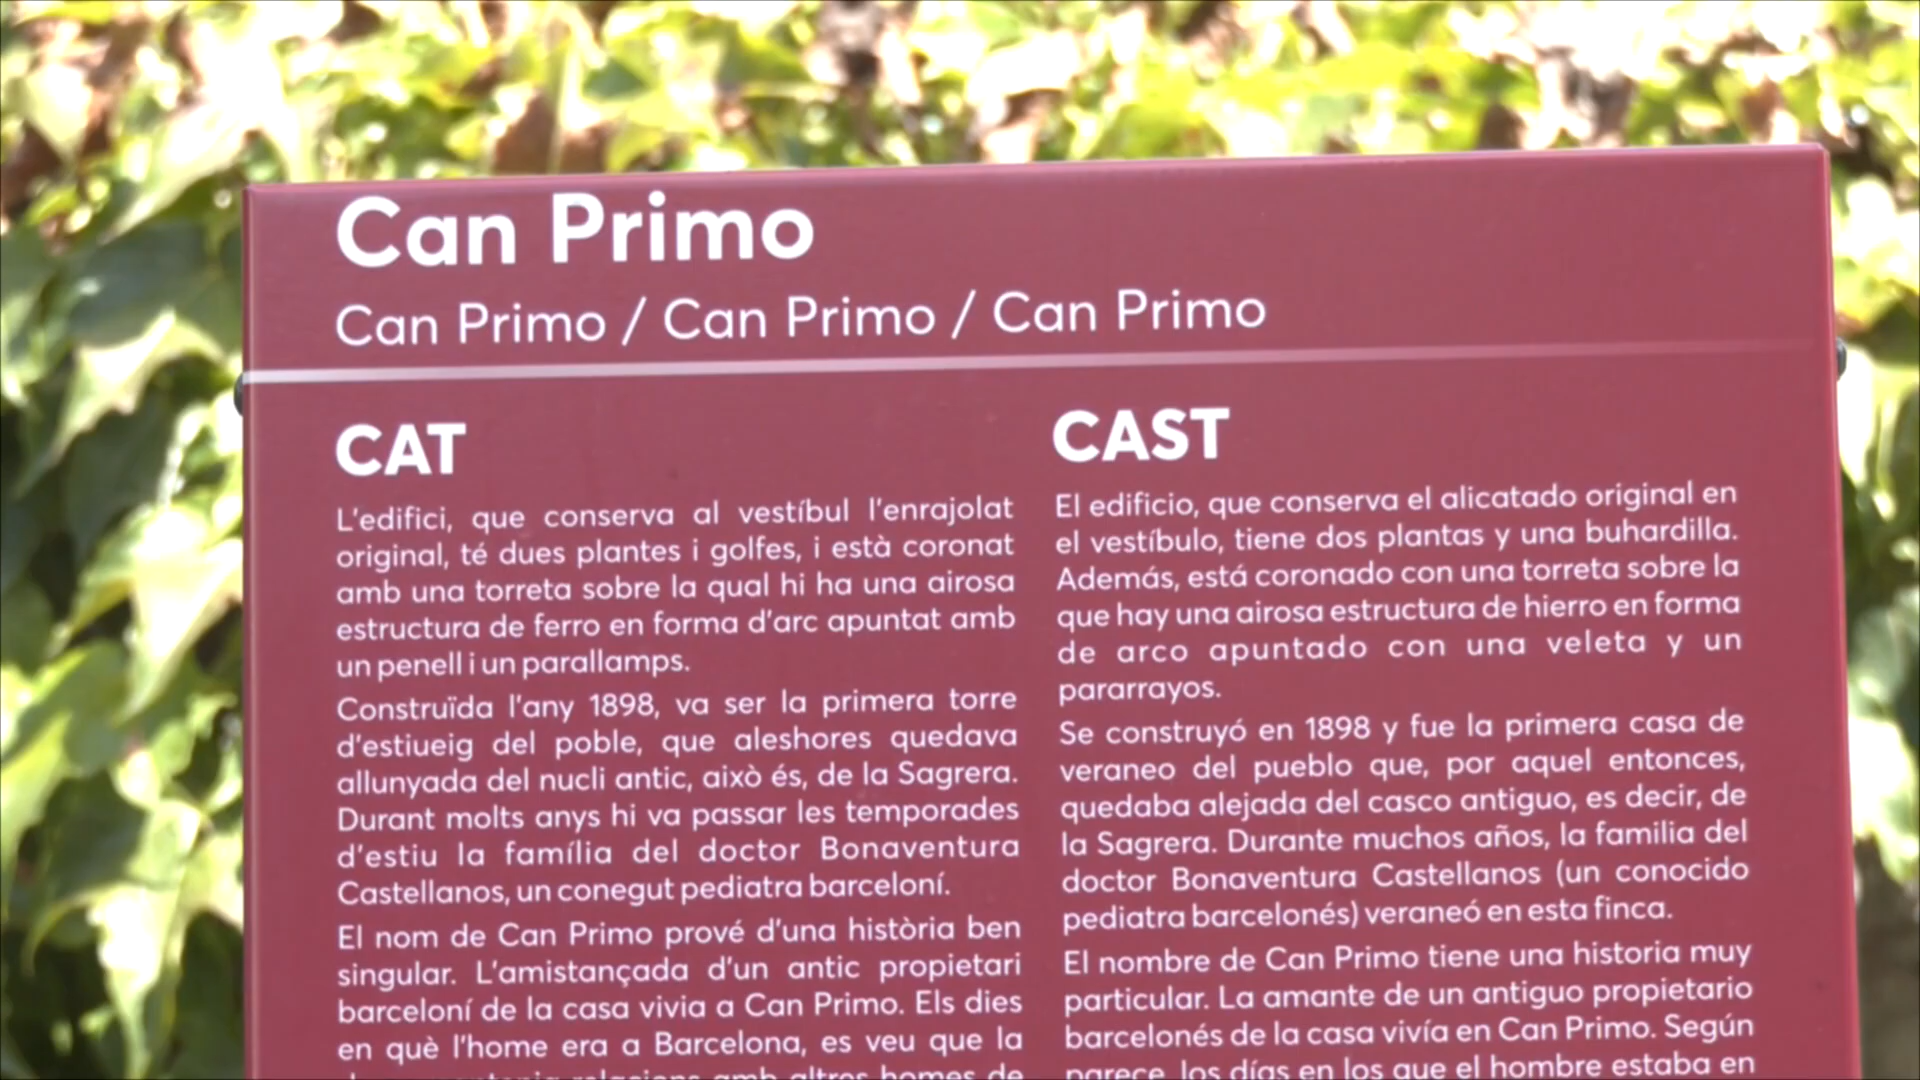 Can Primo
Can Primo / Can Primo / Can Primo
CAT
L'edifici, que conserva al vestíbul l'enrajolat
original, té dues plantes i golfes, i està coronat
amb una torreta sobre la qual hi ha una airosa
estructura de ferro en forma d'arc apuntat amb
un penell i un parallamps.
Construïda l'any 1898, va ser la primera torre
d'estiueig del poble, que aleshores quedava
allunyada del nucli antic, això és, de la Sagrera.
Durant molts anys hi va passar les temporades
d'estiu la família del doctor Bonaventura
Castellanos, un conegut pediatra barceloní.
El nom de Can Primo prové d'una història ben
singular. L'amistançada d'un antic propietari
barceloní de la casa vivia a Can Primo. Els dies
en què l'home era a Barcelona, es veu que la
relacions amb altres homes de
CAST
El edificio, que conserva el alicatado original en
el vestíbulo, tiene dos plantas y una buhardilla.
Además, está coronado con una torreta sobre la
que hay una airosa estructura de hierro en forma
de arco apuntado con una veleta y un
pararrayos.
Se construyó en 1898 y fue la primera casa de
veraneo del pueblo que, por aquel entonces,
quedaba alejada del casco antiguo, es decir, de
la Sagrera. Durante muchos años, la familia del
doctor Bonaventura Castellanos (un conocido
pediatra barcelonés) veraneó en esta finca.
El nombre de Can Primo tiene una historia muy
particular. La amante de un antiguo propietario
barcelonés de la casa vivía en Can Primo. Según
parece, los días en los que el hombre estaba en